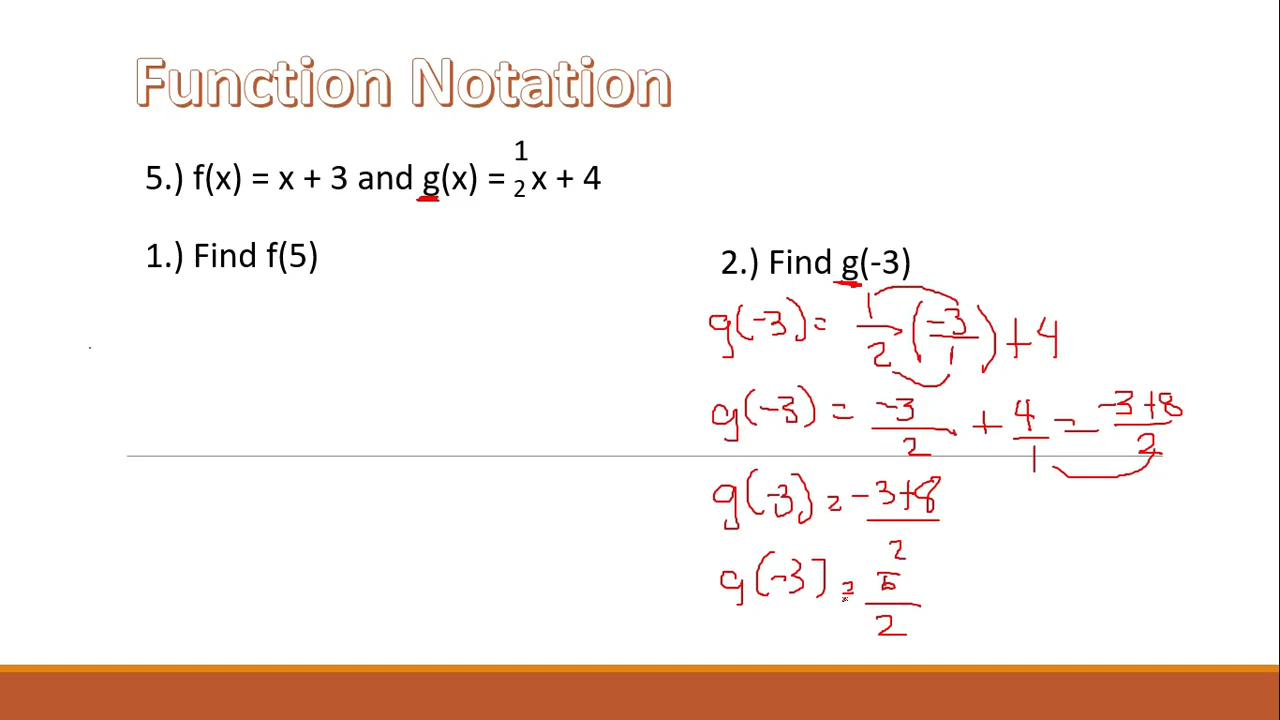 Function Notation
5.) f(x) = x + 3 and g(x) = 1/2 x + 4
1.) Find f(5)
2.) Find g(-3)
g(-3) = 1/2 (-3/1) + 4
g(-3) = -3/2 + 4/1 = -3+8/2
g(-3) = -3+8/2
g(-3) = 5/2